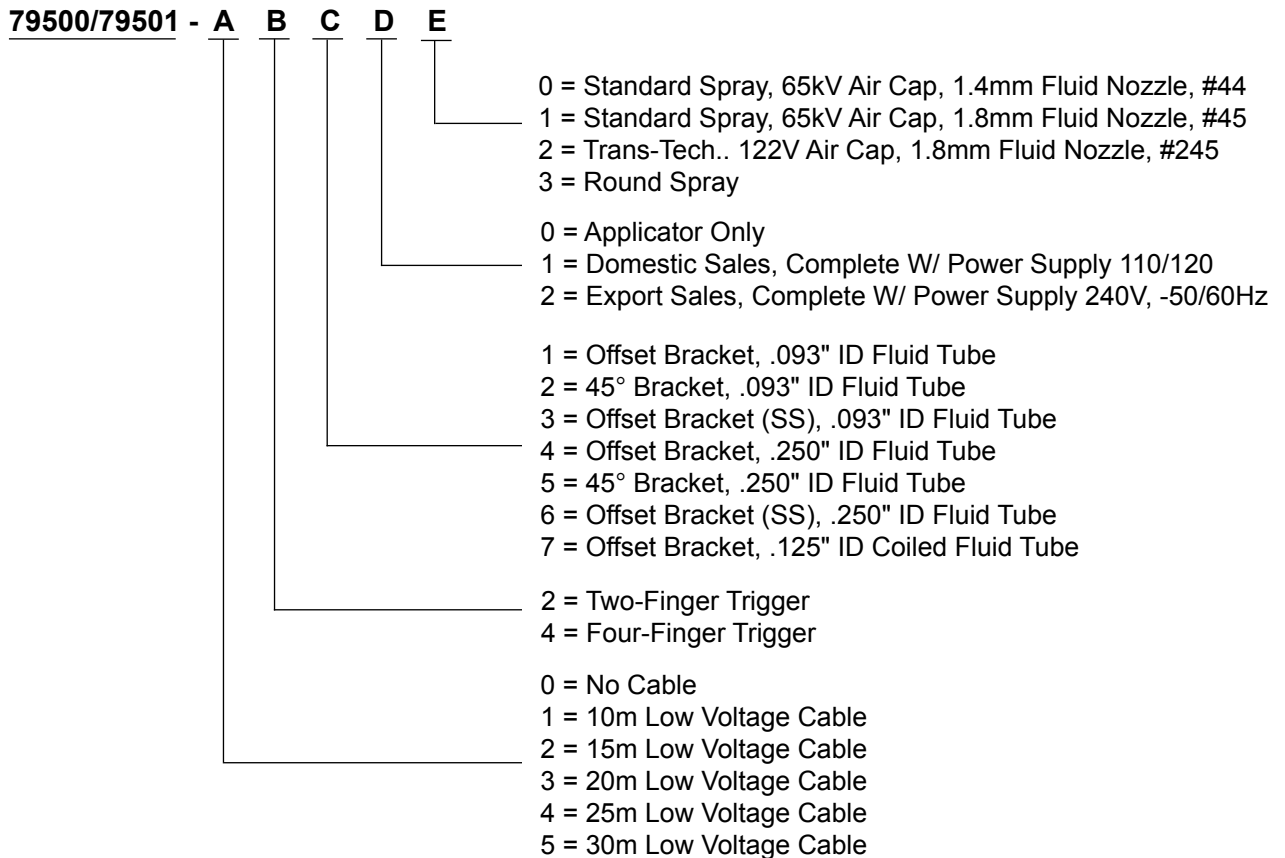 79500/79501 - A B C D E
0 = Standard Spray, 65kV Air Cap, 1.4mm Fluid Nozzle, #44
1 = Standard Spray, 65kV Air Cap, 1.8mm Fluid Nozzle, #45
2 = Trans-Tech.. 122V Air Cap, 1.8mm Fluid Nozzle, #245
3 = Round Spray
0 = Applicator Only
1 = Domestic Sales, Complete W/ Power Supply 110/120
2 = Export Sales, Complete W/ Power Supply 240V, -50/60Hz
1 = Offset Bracket, .093" ID Fluid Tube
2 = 45° Bracket, .093" ID Fluid Tube
3 = Offset Bracket (SS), .093" ID Fluid Tube
4 = Offset Bracket, .250" ID Fluid Tube
5 = 45° Bracket, .250" ID Fluid Tube
6 = Offset Bracket (SS), .250" ID Fluid Tube
7 = Offset Bracket, .125" ID Coiled Fluid Tube
2 = Two-Finger Trigger
4 = Four-Finger Trigger
0 = No Cable
1 = 10m Low Voltage Cable
2 = 15m Low Voltage Cable
3 = 20m Low Voltage Cable
4 = 25m Low Voltage Cable
5 = 30m Low Voltage Cable